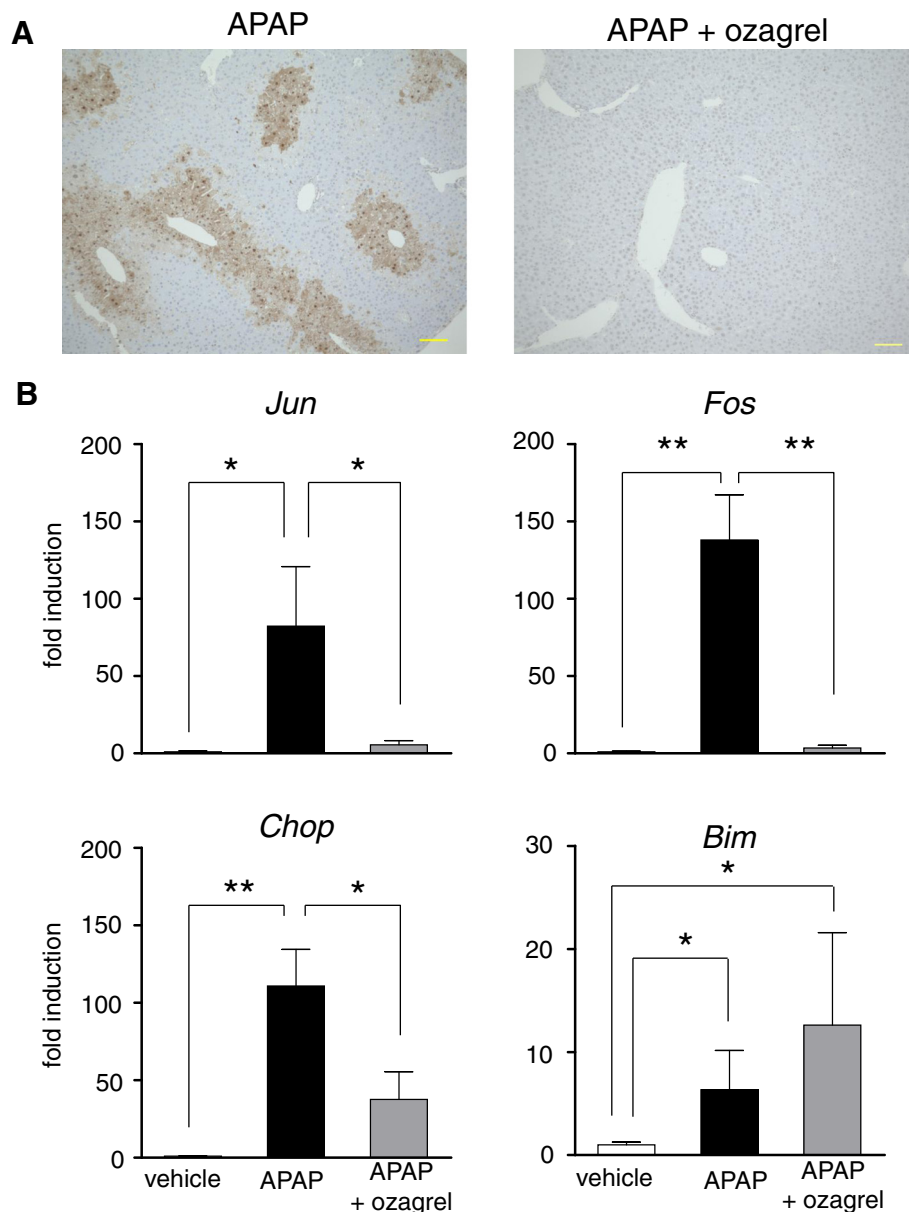 A
APAP
APAP + ozagrel
B
Jun
fold induction
200
150
100
50
0
*
*
Fos
200
150
100
50
0
**
**
Chop
fold induction
200
150
100
50
0
**
*
vehicle
APAP
APAP
+ ozagrel
Bim
30
20
10
0
*
*
vehicle
APAP
APAP
+ ozagrel